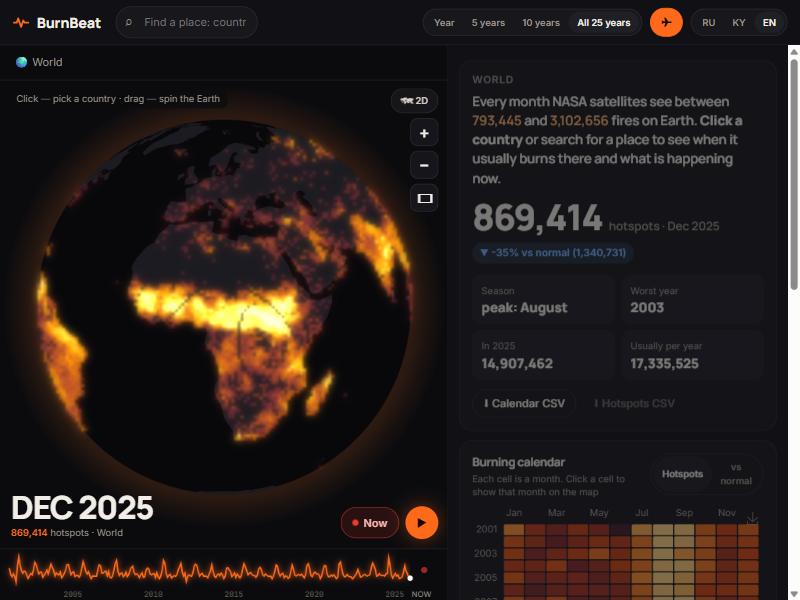 BurnBeat
Find a place: countr
Year
5 years
10 years
All 25 years
RU
KY
EN
World
Click — pick a country · drag — spin the Earth
2D
+
−
DEC 2025
869,414 hotspots · World
Now
2005
2010
2015
2020
2025
NOW
WORLD
Every month NASA satellites see between
793,445 and 3,102,656 fires on Earth. Click a
country or search for a place to see when it
usually burns there and what is happening
now.
869,414 hotspots · Dec 2025
▼ -35% vs normal (1,340,731)
Season
peak: August
Worst year
2003
In 2025
14,907,462
Usually per year
17,335,525
⬇ Calendar CSV
⬇ Hotspots CSV
Burning calendar
Each cell is a month. Click a cell to
show that month on the map
Hotspots
vs
normal
Jan
Mar
May
Jul
Sep
Nov
2001
2003
2005